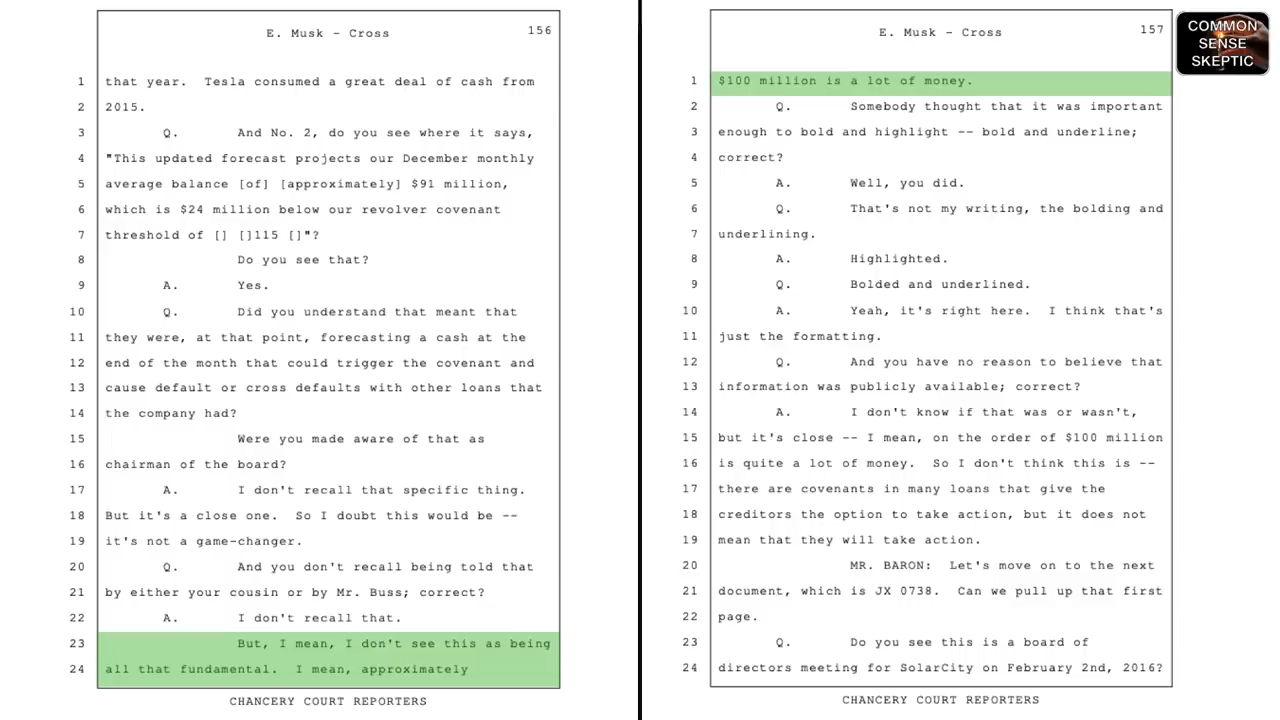 E. Musk - Cross 156
1 that year. Tesla consumed a great deal of cash from
2 2015.
3 Q. And No. 2, do you see where it says,
4 "This updated forecast projects our December monthly
5 average balance [of] [approximately] $91 million,
6 which is $24 million below our revolver covenant
7 threshold of [] []115 []"?
8 Do you see that?
9 A. Yes.
10 Q. Did you understand that meant that
11 they were, at that point, forecasting a cash at the
12 end of the month that could trigger the covenant and
13 cause default or cross defaults with other loans that
14 the company had?
15 Were you made aware of that as
16 chairman of the board?
17 A. I don't recall that specific thing.
18 But it's a close one. So I doubt this would be --
19 it's not a game-changer.
20 Q. And you don't recall being told that
21 by either your cousin or by Mr. Buss; correct?
22 A. I don't recall that.
23 But, I mean, I don't see this as being
24 all that fundamental. I mean, approximately
CHANCERY COURT REPORTERS
E. Musk - Cross 157
1 $100 million is a lot of money.
2 Q. Somebody thought that it was important
3 enough to bold and highlight -- bold and underline;
4 correct?
5 A. Well, you did.
6 Q. That's not my writing, the bolding and
7 underlining.
8 A. Highlighted.
9 Q. Bolded and underlined.
10 A. Yeah, it's right here. I think that's
11 just the formatting.
12 Q. And you have no reason to believe that
13 information was publicly available; correct?
14 A. I don't know if that was or wasn't,
15 but it's close -- I mean, on the order of $100 million
16 is quite a lot of money. So I don't think this is --
17 there are covenants in many loans that give the
18 creditors the option to take action, but it does not
19 mean that they will take action.
20 MR. BARON: Let's move on to the next
21 document, which is JX 0738. Can we pull up that first
22 page.
23 Q. Do you see this is a board of
24 directors meeting for SolarCity on February 2nd, 2016?
CHANCERY COURT REPORTERS
COMMON
SENSE
SKEPTIC